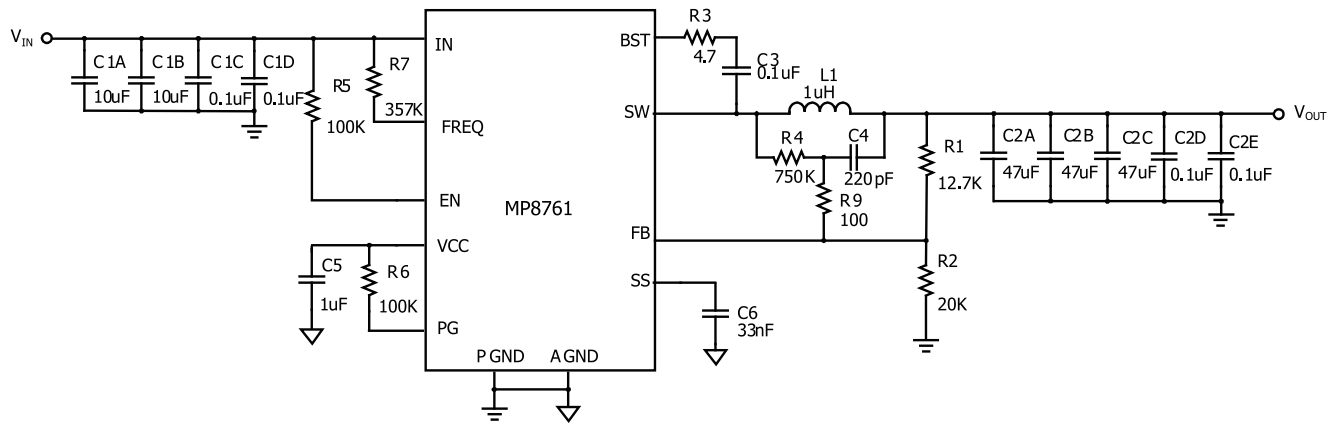 V_IN
C1A
10uF
C1B
10uF
C1C
0.1uF
C1D
0.1uF
R5
100K
R7
357K
IN
FREQ
EN
VCC
PG
PGND
AGND
MP8761
BST
SW
FB
SS
C5
1uF
R6
100K
R3
4.7
C3
0.1uF
L1
1uH
R4
750K
C4
220pF
R9
100
R1
12.7K
R2
20K
C6
33nF
C2A
47uF
C2B
47uF
C2C
47uF
C2D
0.1uF
C2E
0.1uF
V_OUT